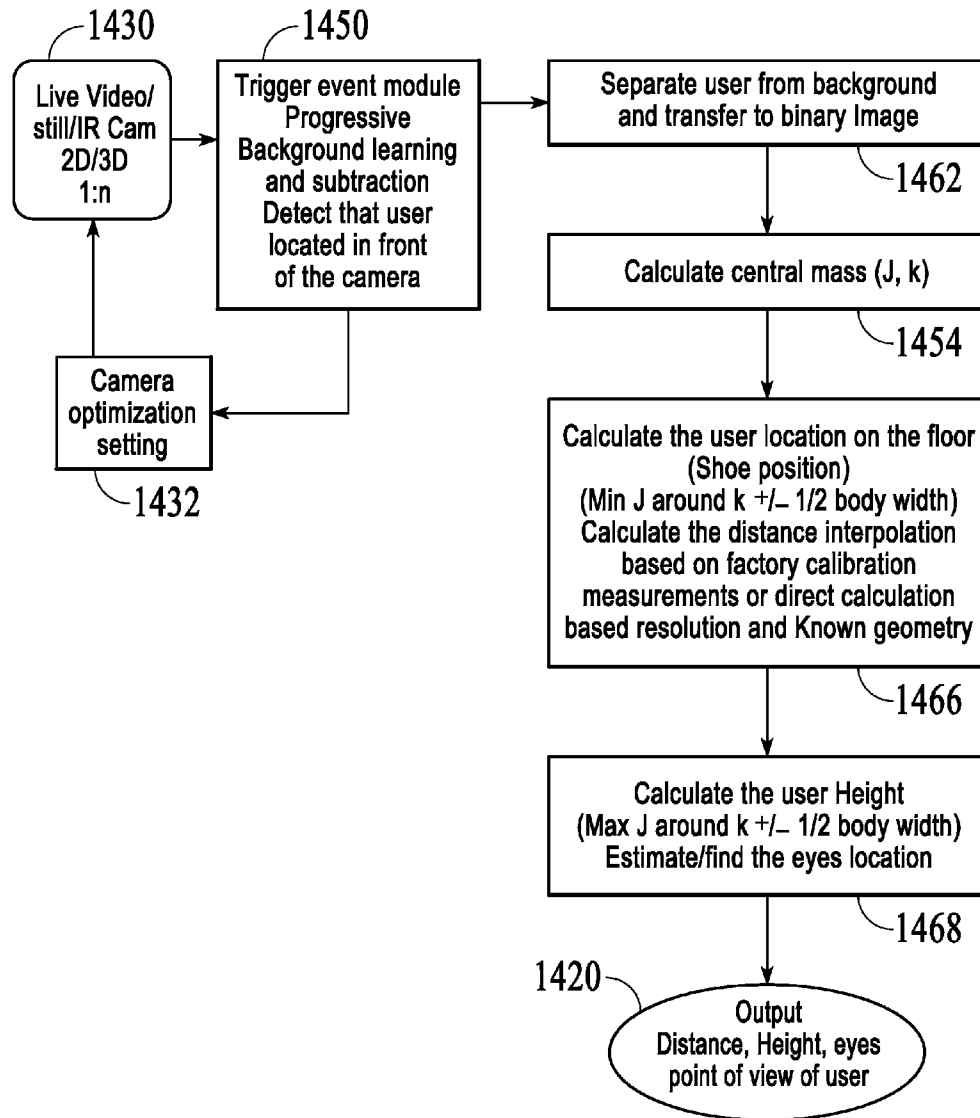 1430
Live Video/
still/IR Cam
2D/3D
1:n
1450
Trigger event module
Progressive
Background learning
and subtraction
Detect that user
located in front
of the camera
Camera
optimization
setting
1432
Separate user from background
and transfer to binary Image
1462
Calculate central mass (J, k)
1454
Calculate the user location on the floor
(Shoe position)
(Min J around k +/– 1/2 body width)
Calculate the distance interpolation
based on factory calibration
measurements or direct calculation
based resolution and Known geometry
1466
Calculate the user Height
(Max J around k +/– 1/2 body width)
Estimate/find the eyes location
1468
1420
Output
Distance, Height, eyes
point of view of user